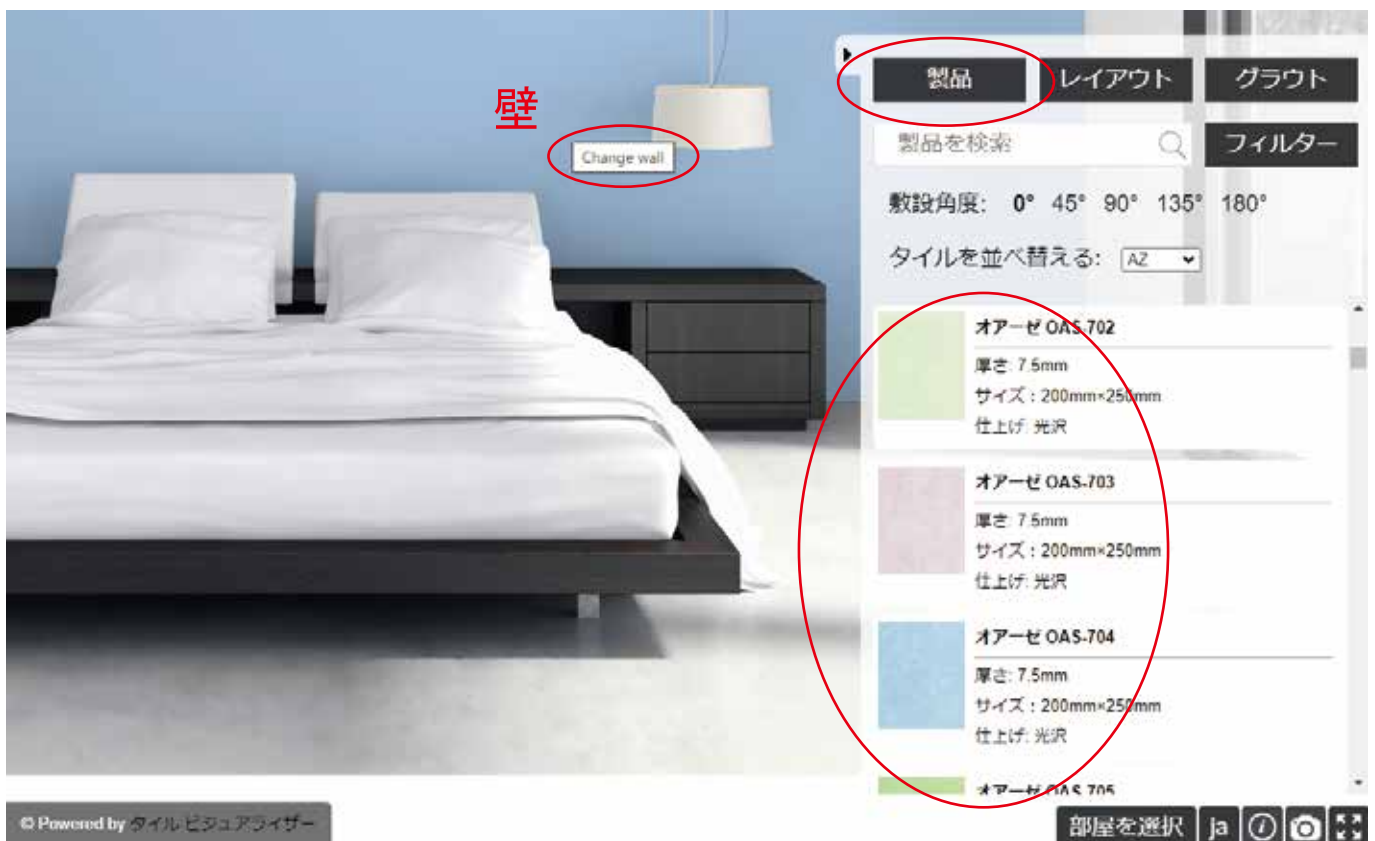 製品
レイアウト
グラウト
壁
Change wall
製品を検索
フィルター
敷設角度: 0° 45° 90° 135° 180°
タイルを並べ替える: AZ
オアーゼ OAS-702
厚さ: 7.5mm
サイズ : 200mm×250mm
仕上げ: 光沢
オアーゼ OAS-703
厚さ: 7.5mm
サイズ : 200mm×250mm
仕上げ: 光沢
オアーゼ OAS-704
厚さ: 7.5mm
サイズ : 200mm×250mm
仕上げ: 光沢
オアーゼ OAS-705
© Powered by タイル ビジュアライザー
部屋を選択
ja